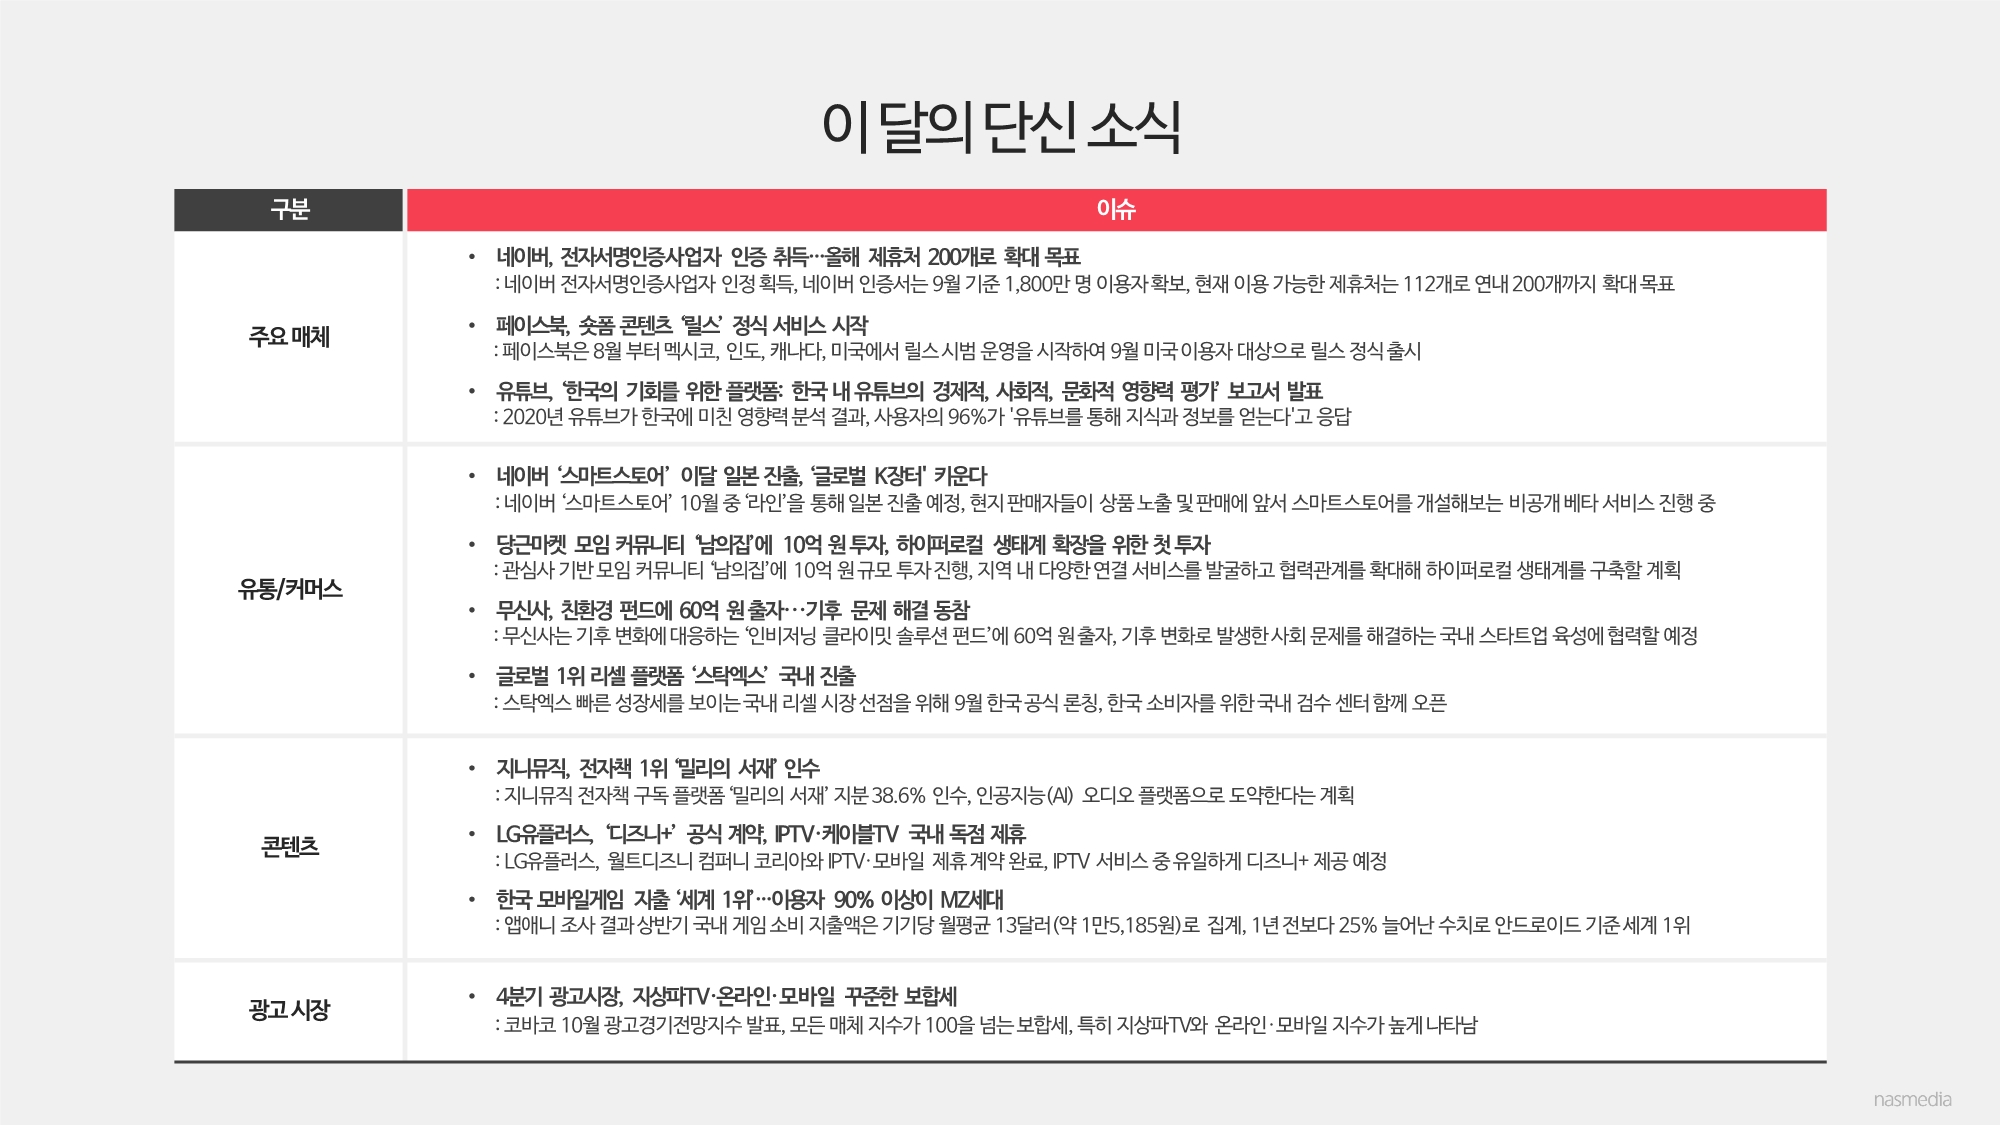 이 달의 단신 소식
구분
이슈
주요 매체
• 네이버, 전자서명인증사업자 인증 취득…올해 제휴처 200개로 확대 목표
: 네이버 전자서명인증사업자 인정 획득, 네이버 인증서는 9월 기준 1,800만 명 이용자 확보, 현재 이용 가능한 제휴처는 112개로 연내 200개까지 확대 목표
• 페이스북, 숏폼 콘텐츠 ‘릴스’ 정식 서비스 시작
: 페이스북은 8월 부터 멕시코, 인도, 캐나다, 미국에서 릴스 시범 운영을 시작하여 9월 미국 이용자 대상으로 릴스 정식 출시
• 유튜브, ‘한국의 기회를 위한 플랫폼: 한국 내 유튜브의 경제적, 사회적, 문화적 영향력 평가’ 보고서 발표
: 2020년 유튜브가 한국에 미친 영향력 분석 결과, 사용자의 96%가 '유튜브를 통해 지식과 정보를 얻는다'고 응답
유통/커머스
• 네이버 ‘스마트스토어’ 이달 일본 진출, ‘글로벌 K장터' 키운다
: 네이버 ‘스마트스토어’ 10월 중 ‘라인’을 통해 일본 진출 예정, 현지 판매자들이 상품 노출 및 판매에 앞서 스마트스토어를 개설해보는 비공개 베타 서비스 진행 중
• 당근마켓 모임 커뮤니티 ‘남의집’에 10억 원 투자, 하이퍼로컬 생태계 확장을 위한 첫 투자
: 관심사 기반 모임 커뮤니티 ‘남의집’에 10억 원 규모 투자 진행, 지역 내 다양한 연결 서비스를 발굴하고 협력관계를 확대해 하이퍼로컬 생태계를 구축할 계획
• 무신사, 친환경 펀드에 60억 원 출자···기후 문제 해결 동참
: 무신사는 기후 변화에 대응하는 ‘인비저닝 클라이밋 솔루션 펀드’에 60억 원 출자, 기후 변화로 발생한 사회 문제를 해결하는 국내 스타트업 육성에 협력할 예정
• 글로벌 1위 리셀 플랫폼 ‘스탁엑스’ 국내 진출
: 스탁엑스 빠른 성장세를 보이는 국내 리셀 시장 선점을 위해 9월 한국 공식 론칭, 한국 소비자를 위한 국내 검수 센터 함께 오픈
콘텐츠
• 지니뮤직, 전자책 1위 ‘밀리의 서재’ 인수
: 지니뮤직 전자책 구독 플랫폼 ‘밀리의 서재’ 지분 38.6% 인수, 인공지능(AI) 오디오 플랫폼으로 도약한다는 계획
• LG유플러스, ‘디즈니+’ 공식 계약, IPTV·케이블TV 국내 독점 제휴
: LG유플러스, 월트디즈니 컴퍼니 코리아와 IPTV·모바일 제휴 계약 완료, IPTV 서비스 중 유일하게 디즈니+ 제공 예정
• 한국 모바일게임 지출 ‘세계 1위’…이용자 90% 이상이 MZ세대
: 앱애니 조사 결과 상반기 국내 게임 소비 지출액은 기기당 월평균 13달러(약 1만5,185원)로 집계, 1년 전보다 25% 늘어난 수치로 안드로이드 기준 세계 1위
광고 시장
• 4분기 광고시장, 지상파TV·온라인·모바일 꾸준한 보합세
: 코바코 10월 광고경기전망지수 발표, 모든 매체 지수가 100을 넘는 보합세, 특히 지상파TV와 온라인·모바일 지수가 높게 나타남
nasmedia